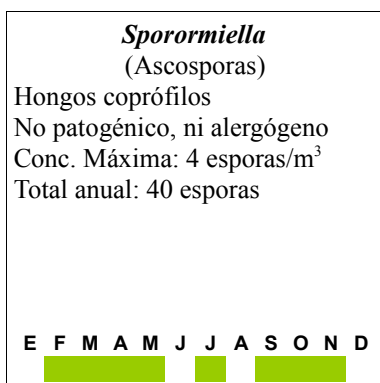 Sporormiella
(Ascosporas)
Hongos coprófilos
No patogénico, ni alergógeno
Conc. Máxima: 4 esporas/m³
Total anual: 40 esporas
E F M A M J J A S O N D